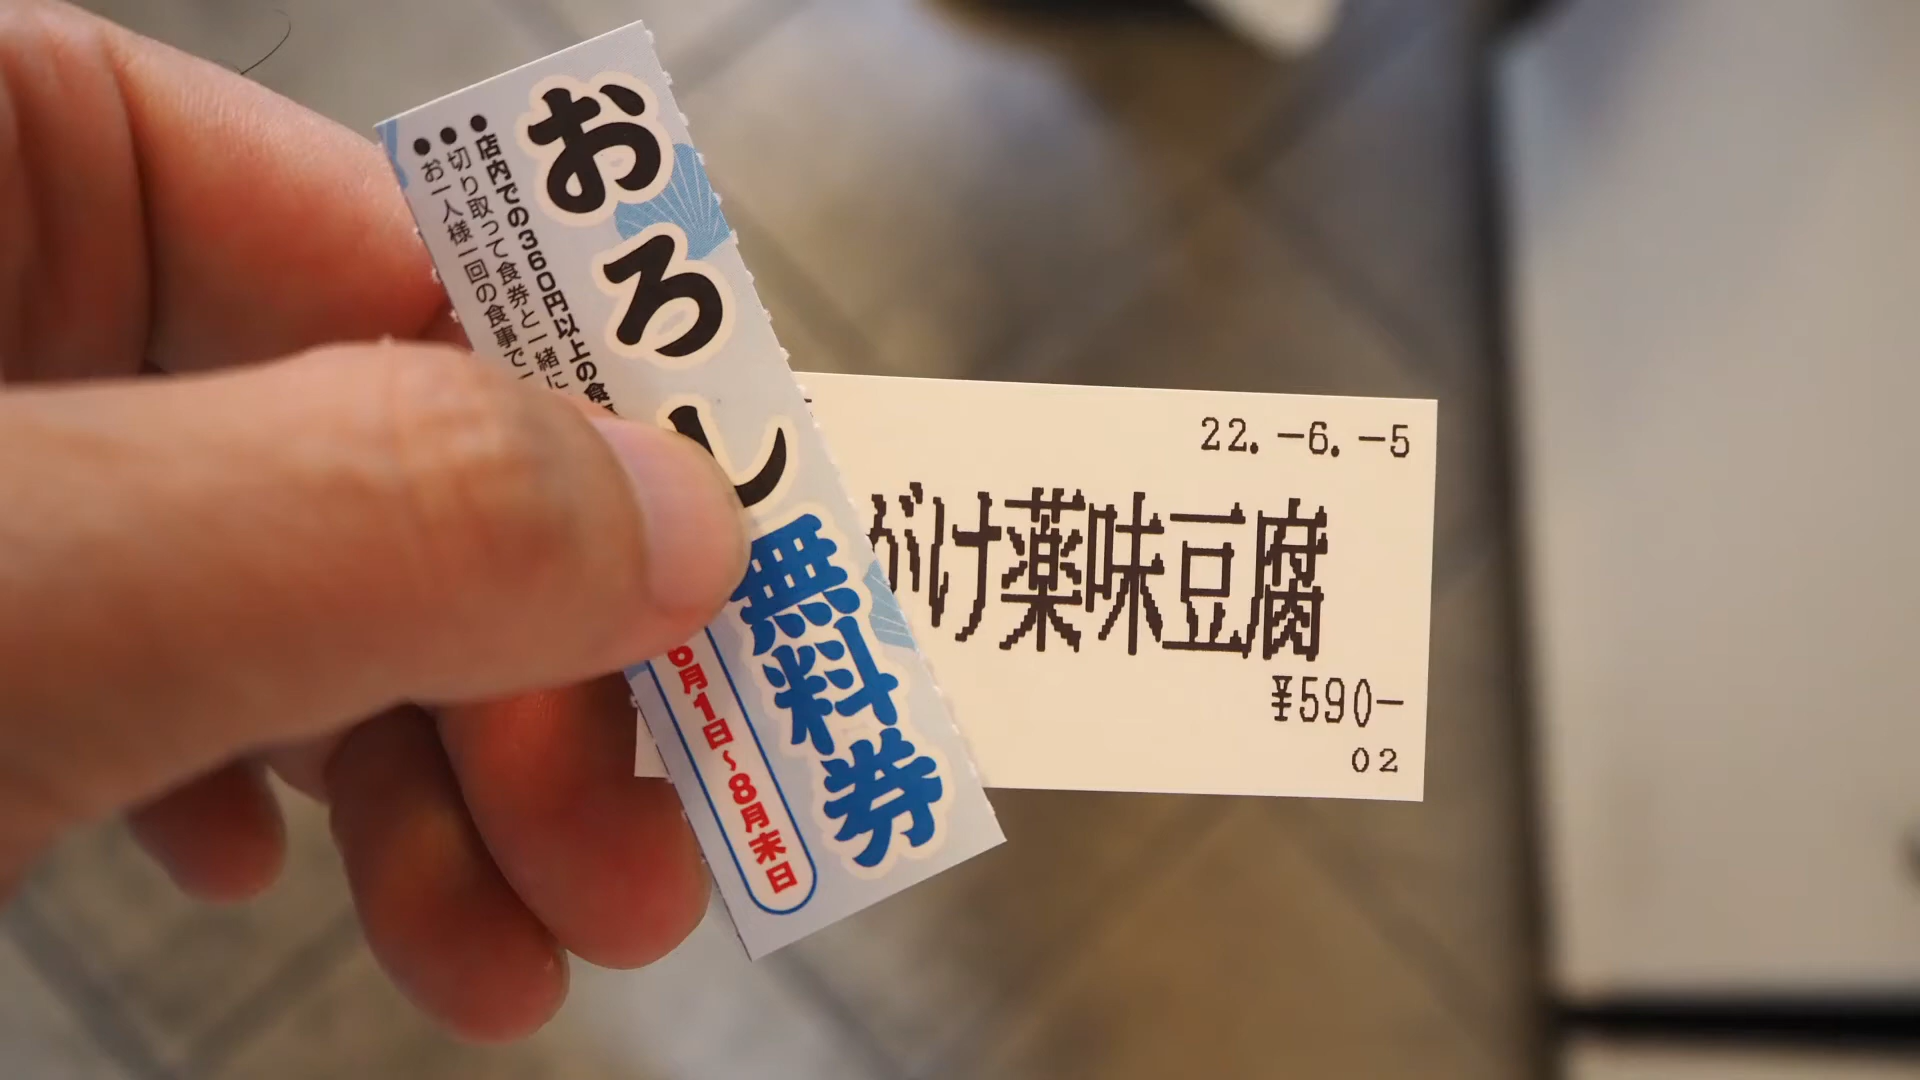 おろし無料券
●店内での360円以上の食
●切り取って食券と一緒に
●お一人様一回の食事で一
6月1日~8月末日
22.-6.-5
がけ薬味豆腐
¥590-
02